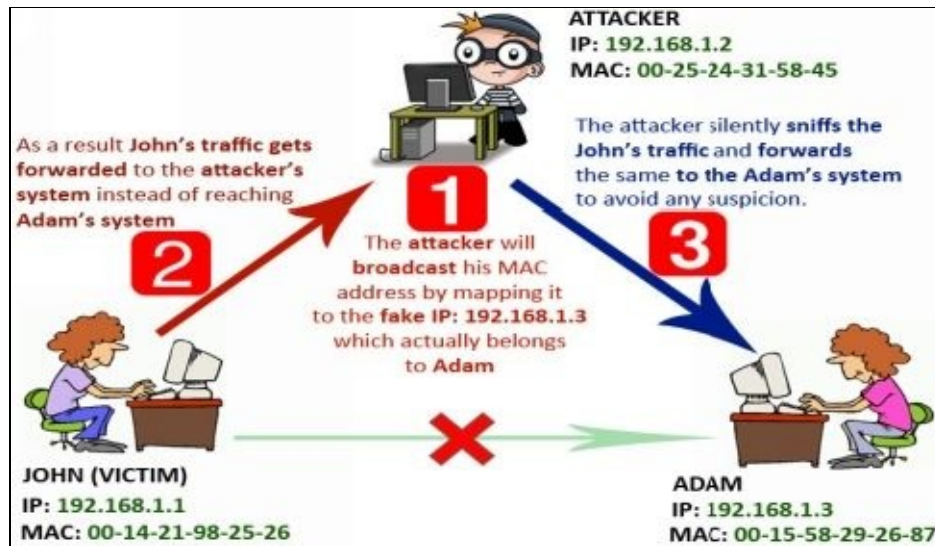 ATTACKER
IP: 192.168.1.2
MAC: 00-25-24-31-58-45
As a result John's traffic gets
forwarded to the attacker's
system instead of reaching
Adam's system
2
1
The attacker will
broadcast his MAC
address by mapping it
to the fake IP: 192.168.1.3
which actually belongs
to Adam
The attacker silently sniffs the
John's traffic and forwards
the same to the Adam's system
to avoid any suspicion.
3
JOHN (VICTIM)
IP: 192.168.1.1
MAC: 00-14-21-98-25-26
ADAM
IP: 192.168.1.3
MAC: 00-15-58-29-26-87